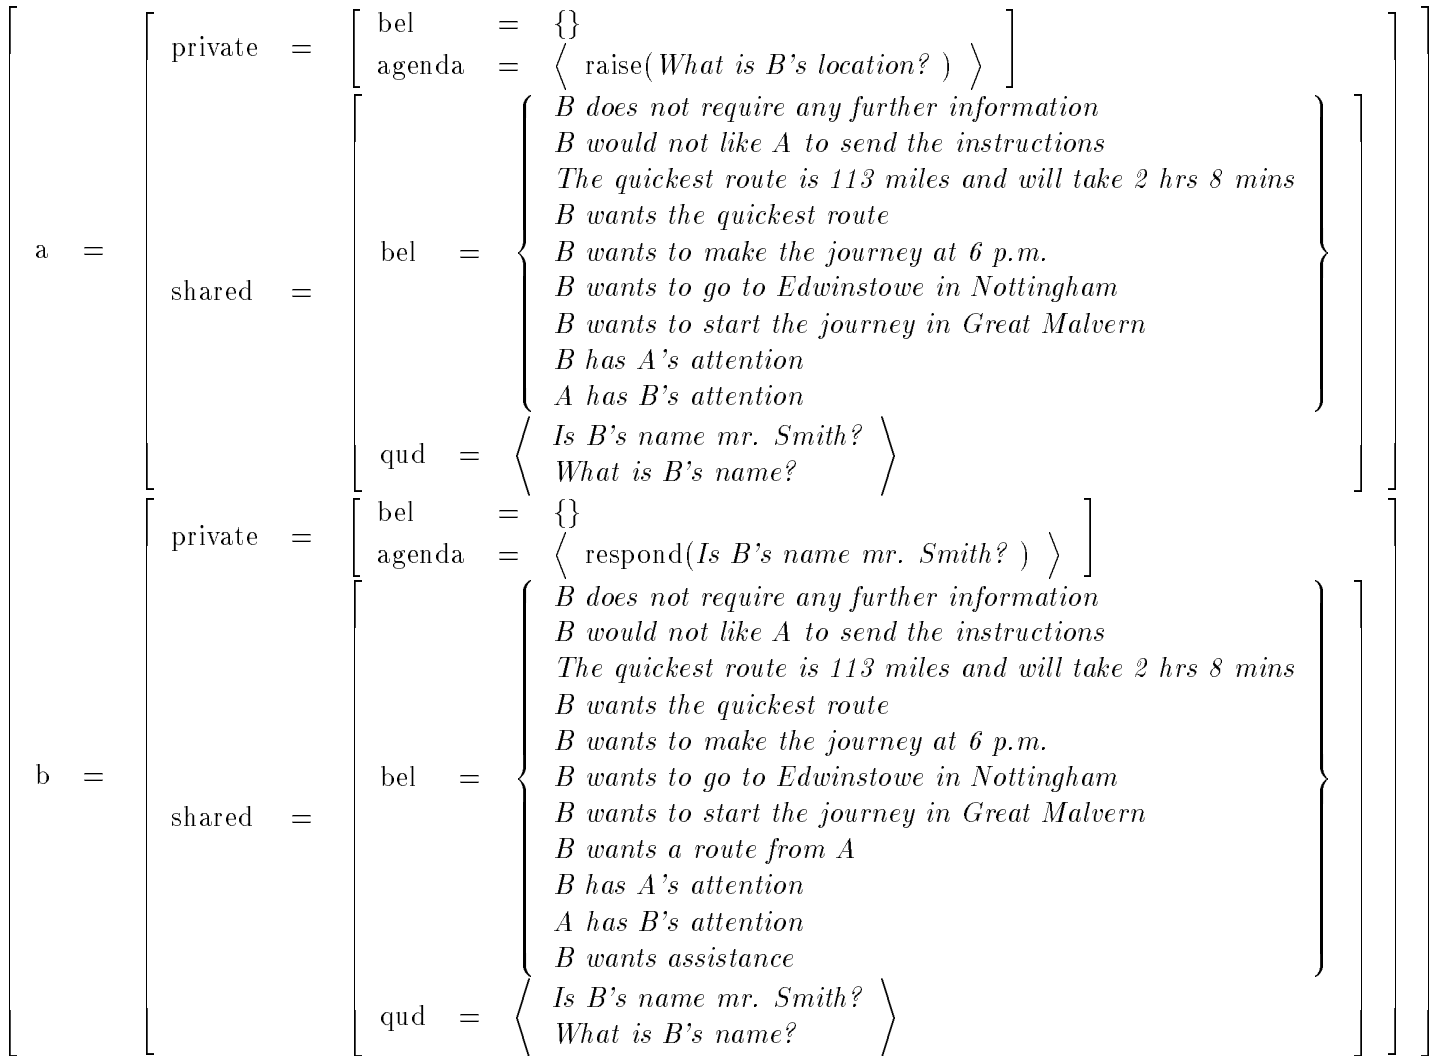 bel = {}
private =
agenda = ⟨ raise(What is B's location? ) ⟩
B does not require any further information
B would not like A to send the instructions
The quickest route is 113 miles and will take 2 hrs 8 mins
B wants the quickest route
a = bel = B wants to make the journey at 6 p.m.
shared = B wants to go to Edwinstowe in Nottingham
B wants to start the journey in Great Malvern
B has A's attention
A has B's attention
Is B's name mr. Smith?
qud =
What is B's name?
bel = {}
private =
agenda = ⟨ respond(Is B's name mr. Smith? ) ⟩
B does not require any further information
B would not like A to send the instructions
The quickest route is 113 miles and will take 2 hrs 8 mins
B wants the quickest route
B wants to make the journey at 6 p.m.
b = bel = B wants to go to Edwinstowe in Nottingham
shared = B wants to start the journey in Great Malvern
B wants a route from A
B has A's attention
A has B's attention
B wants assistance
Is B's name mr. Smith?
qud =
What is B's name?